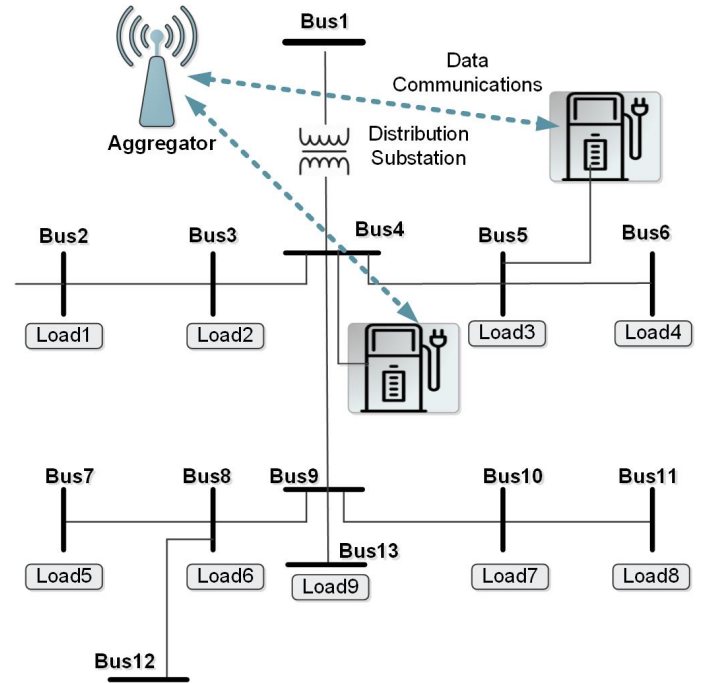 Bus1
Data
Communications
Aggregator
Distribution
Substation
Bus2
Bus3
Bus4
Bus5
Bus6
Load1
Load2
Load3
Load4
Bus7
Bus8
Bus9
Bus10
Bus11
Bus13
Load5
Load6
Load9
Load7
Load8
Bus12